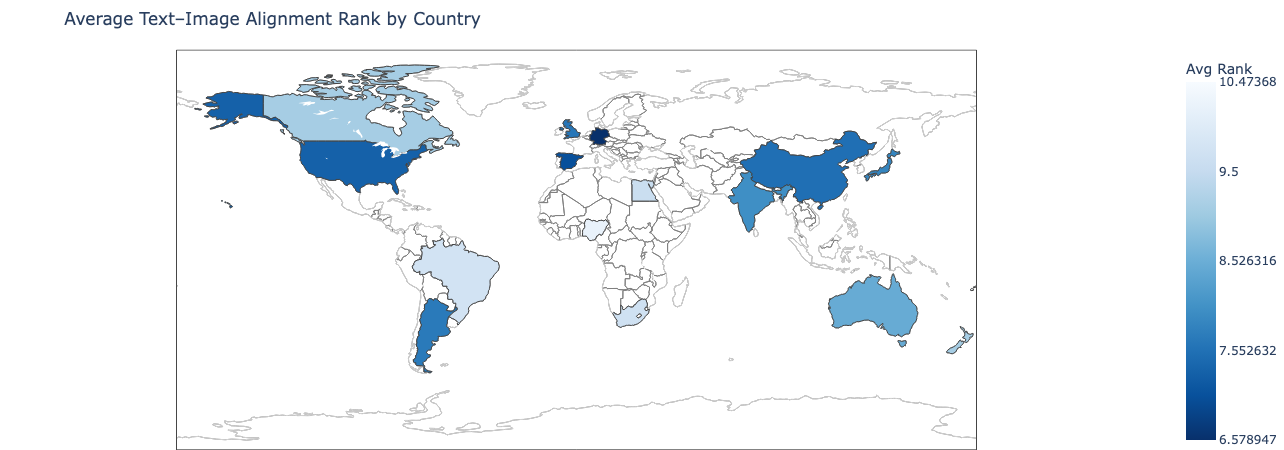 Average Text–Image Alignment Rank by Country
Avg Rank
10.47368
9.5
8.526316
7.552632
6.578947